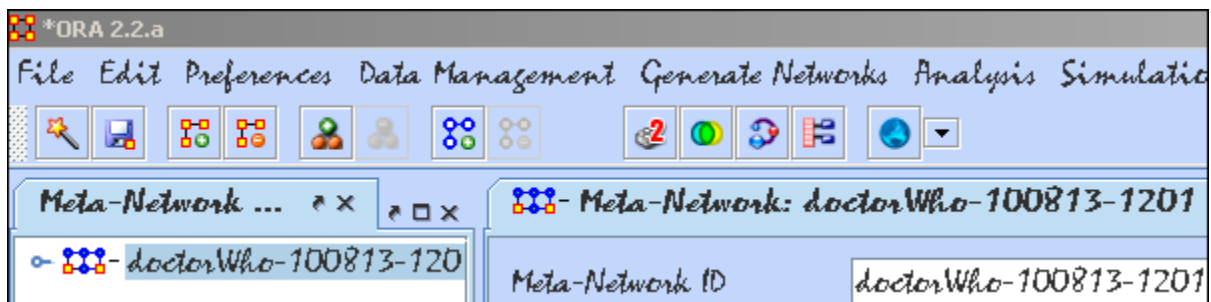 *ORA 2.2.a
File Edit Preferences Data Management Generate Networks Analysis Simulatio
2
Meta-Network ... Meta-Network: doctorWho-100813-1201
doctorWho-100813-120
Meta-Network ID doctorWho-100813-1201